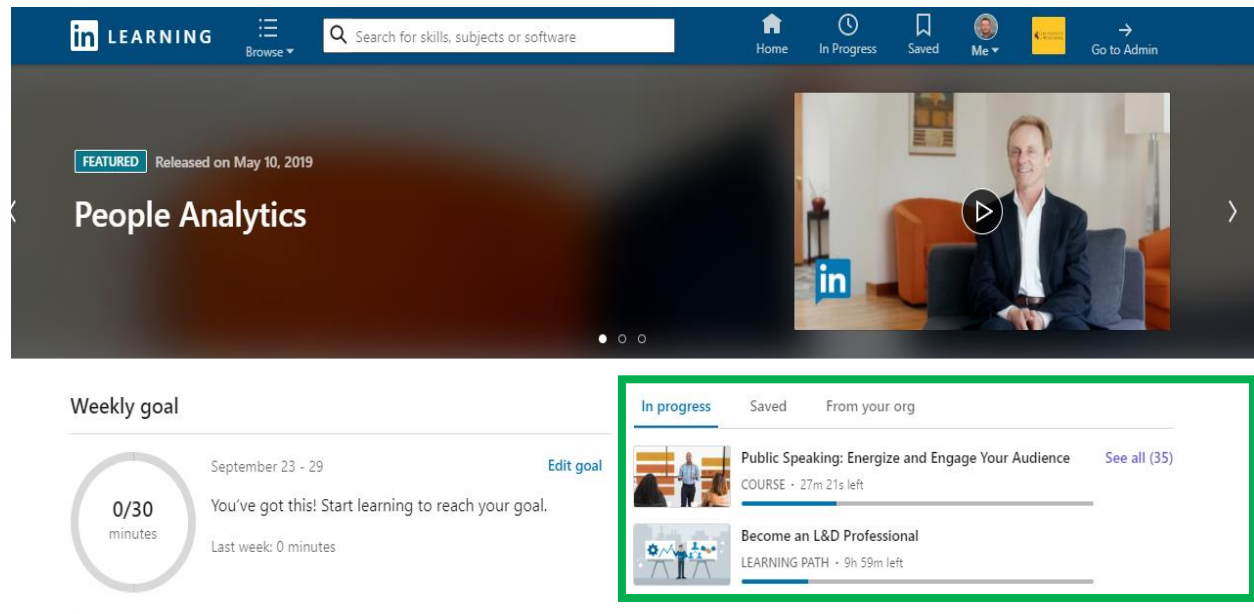 in LEARNING
Browse
Search for skills, subjects or software
Home
In Progress
Saved
Me
Go to Admin
FEATURED Released on May 10, 2019
People Analytics
in
Weekly goal
September 23 - 29
Edit goal
0/30
minutes
You've got this! Start learning to reach your goal.
Last week: 0 minutes
In progress Saved From your org
Public Speaking: Energize and Engage Your Audience
See all (35)
COURSE • 27m 21s left
Become an L&D Professional
LEARNING PATH • 9h 59m left